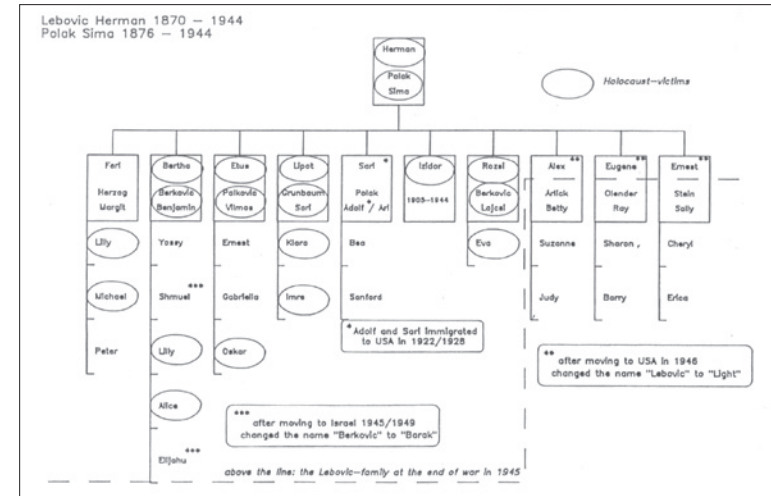 Lebovic Herman 1870 – 1944
Polak Sima 1876 – 1944
Herman
Polak
Sima
Holocaust-victims
Feri
Herzog
Margit
Lilly
Michael
Peter
Bertha
Berkovic
Benjamin
Yossy
Shmuel ***
Lilly
Alice
Elijahu ***
Etus
Palkovic
Vilmos
Ernest
Gabriella
Oskar
Lipot
Grunbaum
Sari
Klara
Imre
Sari *
Polak
Adolf * / Art
Bea
Sanford
Izidor
1905-1944
Rozsi
Berkovic
Lajcsi
Eva
Alex **
Artick
Betty
Suzanne
Judy
Eugene **
Olender
Ray
Sharon ,
Barry
Ernest **
Stein
Sally
Cheryl
Erica
* Adolf and Sari immigrated
to USA in 1922/1928
** after moving to USA in 1946
changed the name "Lebovic" to "Light"
*** after moving to Israel 1945/1949
changed the name "Berkovic" to "Barak"
above the line: the Lebovic-family at the end of war in 1945